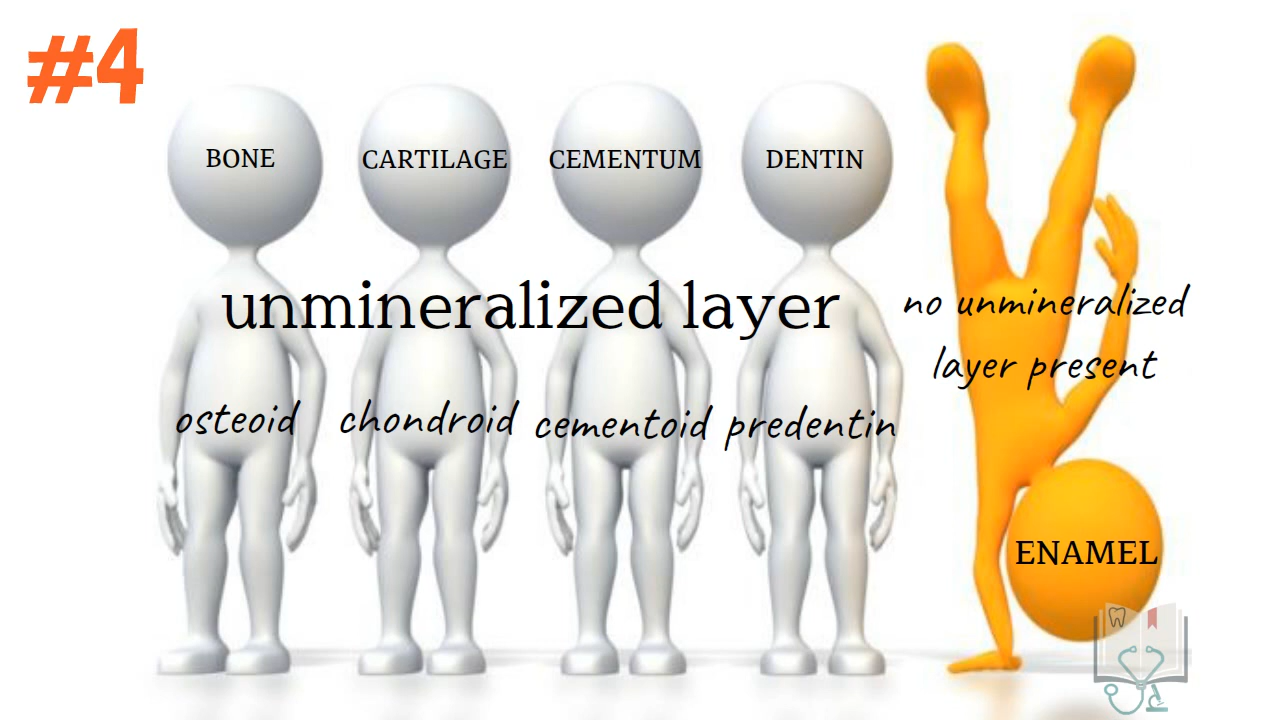 #4
BONE CARTILAGE CEMENTUM DENTIN
unmineralized layer
no unmineralized
layer present
osteoid chondroid cementoid predentin
ENAMEL